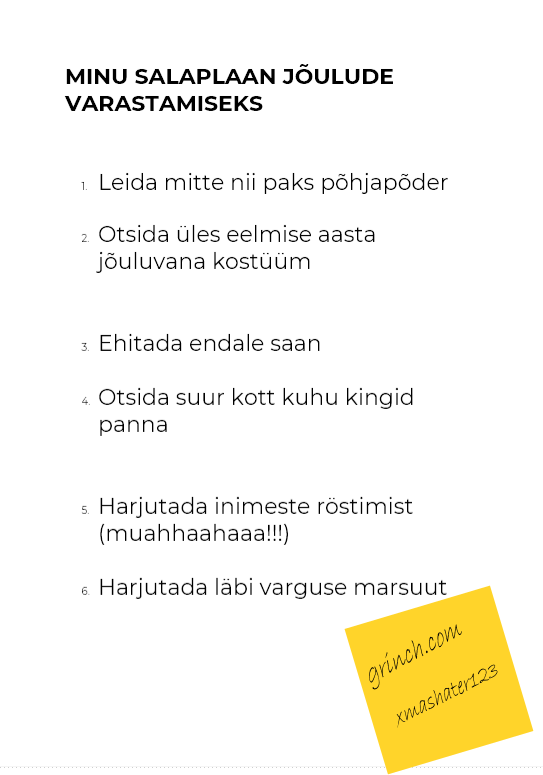 MINU SALAPLAAN JÕULUDE
VARASTAMISEKS
1. Leida mitte nii paks põhjapõder
2. Otsida üles eelmise aasta
jõuluvana kostüüm
3. Ehitada endale saan
4. Otsida suur kott kuhu kingid
panna
5. Harjutada inimeste röstimist
(muahhaahaaa!!!)
6. Harjutada läbi varguse marsuut
grinch.com
xmashater123